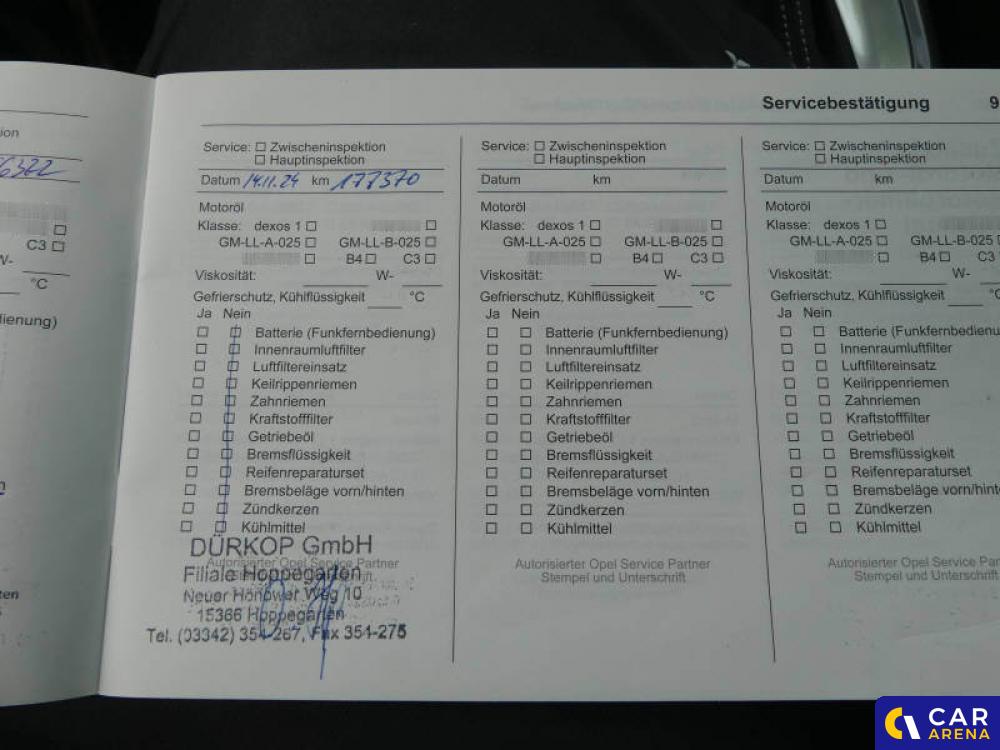 Servicebestätigung 9
ion
C3
W-
°C
ienung)
Service: Zwischeninspektion
Hauptinspektion
Datum 14.11.24 km 177370
Motoröl
Klasse: dexos 1
GM-LL-A-025 GM-LL-B-025
B4 C3
Viskosität: W-
Gefrierschutz, Kühlflüssigkeit °C
Ja Nein
Batterie (Funkfernbedienung)
Innenraumluftfilter
Luftfiltereinsatz
Keilrippenriemen
Zahnriemen
Kraftstofffilter
Getriebeöl
Bremsflüssigkeit
Reifenreparaturset
Bremsbeläge vorn/hinten
Zündkerzen
Kühlmittel
DÜRKOP GmbH
Autorisierter Opel Service Partner
Filiale Hoppegarten
Neuer Hönower Weg 10
15366 Hoppegarten
Tel. (03342) 354-267, Fax 354-275
Service: Zwischeninspektion
Hauptinspektion
Datum km
Motoröl
Klasse: dexos 1
GM-LL-A-025 GM-LL-B-025
B4 C3
Viskosität: W-
Gefrierschutz, Kühlflüssigkeit °C
Ja Nein
Batterie (Funkfernbedienung)
Innenraumluftfilter
Luftfiltereinsatz
Keilrippenriemen
Zahnriemen
Kraftstofffilter
Getriebeöl
Bremsflüssigkeit
Reifenreparaturset
Bremsbeläge vorn/hinten
Zündkerzen
Kühlmittel
Autorisierter Opel Service Partner
Stempel und Unterschrift
Service: Zwischeninspektion
Hauptinspektion
Datum km
Motoröl
Klasse: dexos 1
GM-LL-A-025 GM-LL-B-025
B4 C3
Viskosität: W-
Gefrierschutz, Kühlflüssigkeit °C
Ja Nein
Batterie (Funkfernbedienu
Innenraumluftfilter
Luftfiltereinsatz
Keilrippenriemen
Zahnriemen
Kraftstofffilter
Getriebeöl
Bremsflüssigkeit
Reifenreparaturset
Bremsbeläge vorn/hint
Zündkerzen
Kühlmittel
Autorisierter Opel Service Par
Stempel und Unterschrift
CAR
ARENA